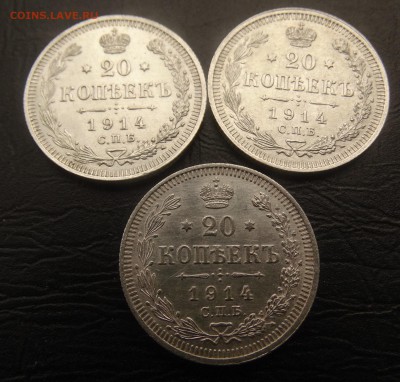 COINS.LAVE.RU
* 20 *
КОПѢЕКЪ
1914
С.П.Б.
* 20 *
КОПѢЕКЪ
1914
С.П.Б.
* 20 *
КОПѢЕКЪ
1914
С.П.Б.